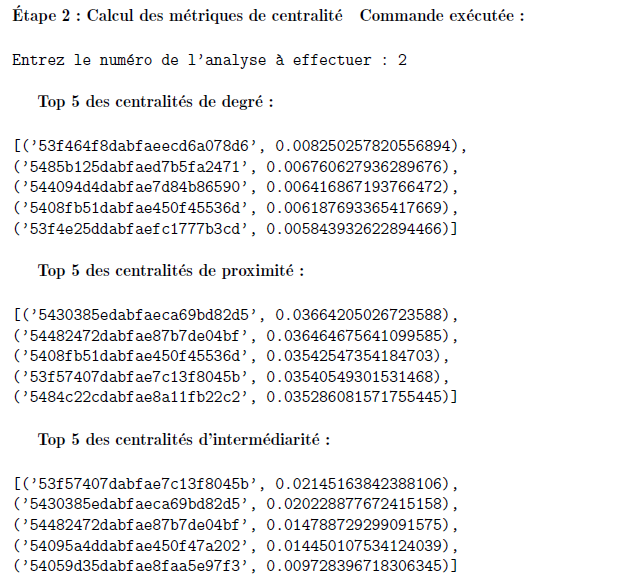 Étape 2 : Calcul des métriques de centralité Commande exécutée :
Entrez le numéro de l'analyse à effectuer : 2
Top 5 des centralités de degré :
[('53f464f8dabfaeecd6a078d6', 0.008250257820556894),
('5485b125dabfaed7b5fa2471', 0.006760627936289676),
('544094d4dabfae7d84b86590', 0.006416867193766472),
('5408fb51dabfae450f45536d', 0.006187693365417669),
('53f4e25ddabfaefc1777b3cd', 0.005843932622894466)]
Top 5 des centralités de proximité :
[('5430385edabfaeca69bd82d5', 0.03664205026723588),
('54482472dabfae87b7de04bf', 0.036464675641099585),
('5408fb51dabfae450f45536d', 0.03542547354184703),
('53f57407dabfae7c13f8045b', 0.03540549301531468),
('5484c22cdabfae8a11fb22c2', 0.035286081571755445)]
Top 5 des centralités d'intermédiarité :
[('53f57407dabfae7c13f8045b', 0.02145163842388106),
('5430385edabfaeca69bd82d5', 0.020228877672415158),
('54482472dabfae87b7de04bf', 0.014788729299091575),
('54095a4ddabfae450f47a202', 0.014450107534124039),
('54059d35dabfae8faa5e97f3', 0.009728396718306345)]